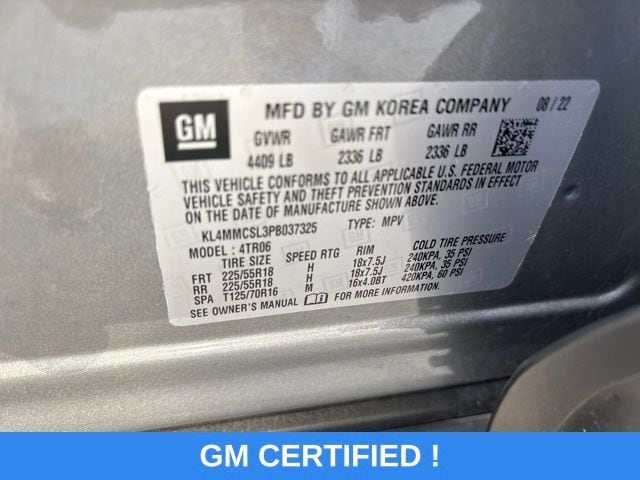 GM MFD BY GM KOREA COMPANY 08/22
GVWR GAWR FRT GAWR RR
4409 LB 2336 LB 2336 LB
THIS VEHICLE CONFORMS TO ALL APPLICABLE U.S. FEDERAL MOTOR
VEHICLE SAFETY AND THEFT PREVENTION STANDARDS IN EFFECT
ON THE DATE OF MANUFACTURE SHOWN ABOVE.
KL4MMCSL3PB037325 TYPE: MPV
MODEL: 4TR06
TIRE SIZE SPEED RTG RIM COLD TIRE PRESSURE
FRT 225/55R18 H 18x7.5J 240KPA, 35 PSI
RR 225/55R18 H 18x7.5J 240KPA, 35 PSI
SPA T125/70R16 M 16x4.0BT 420KPA, 60 PSI
SEE OWNER'S MANUAL FOR MORE INFORMATION.
GM CERTIFIED !